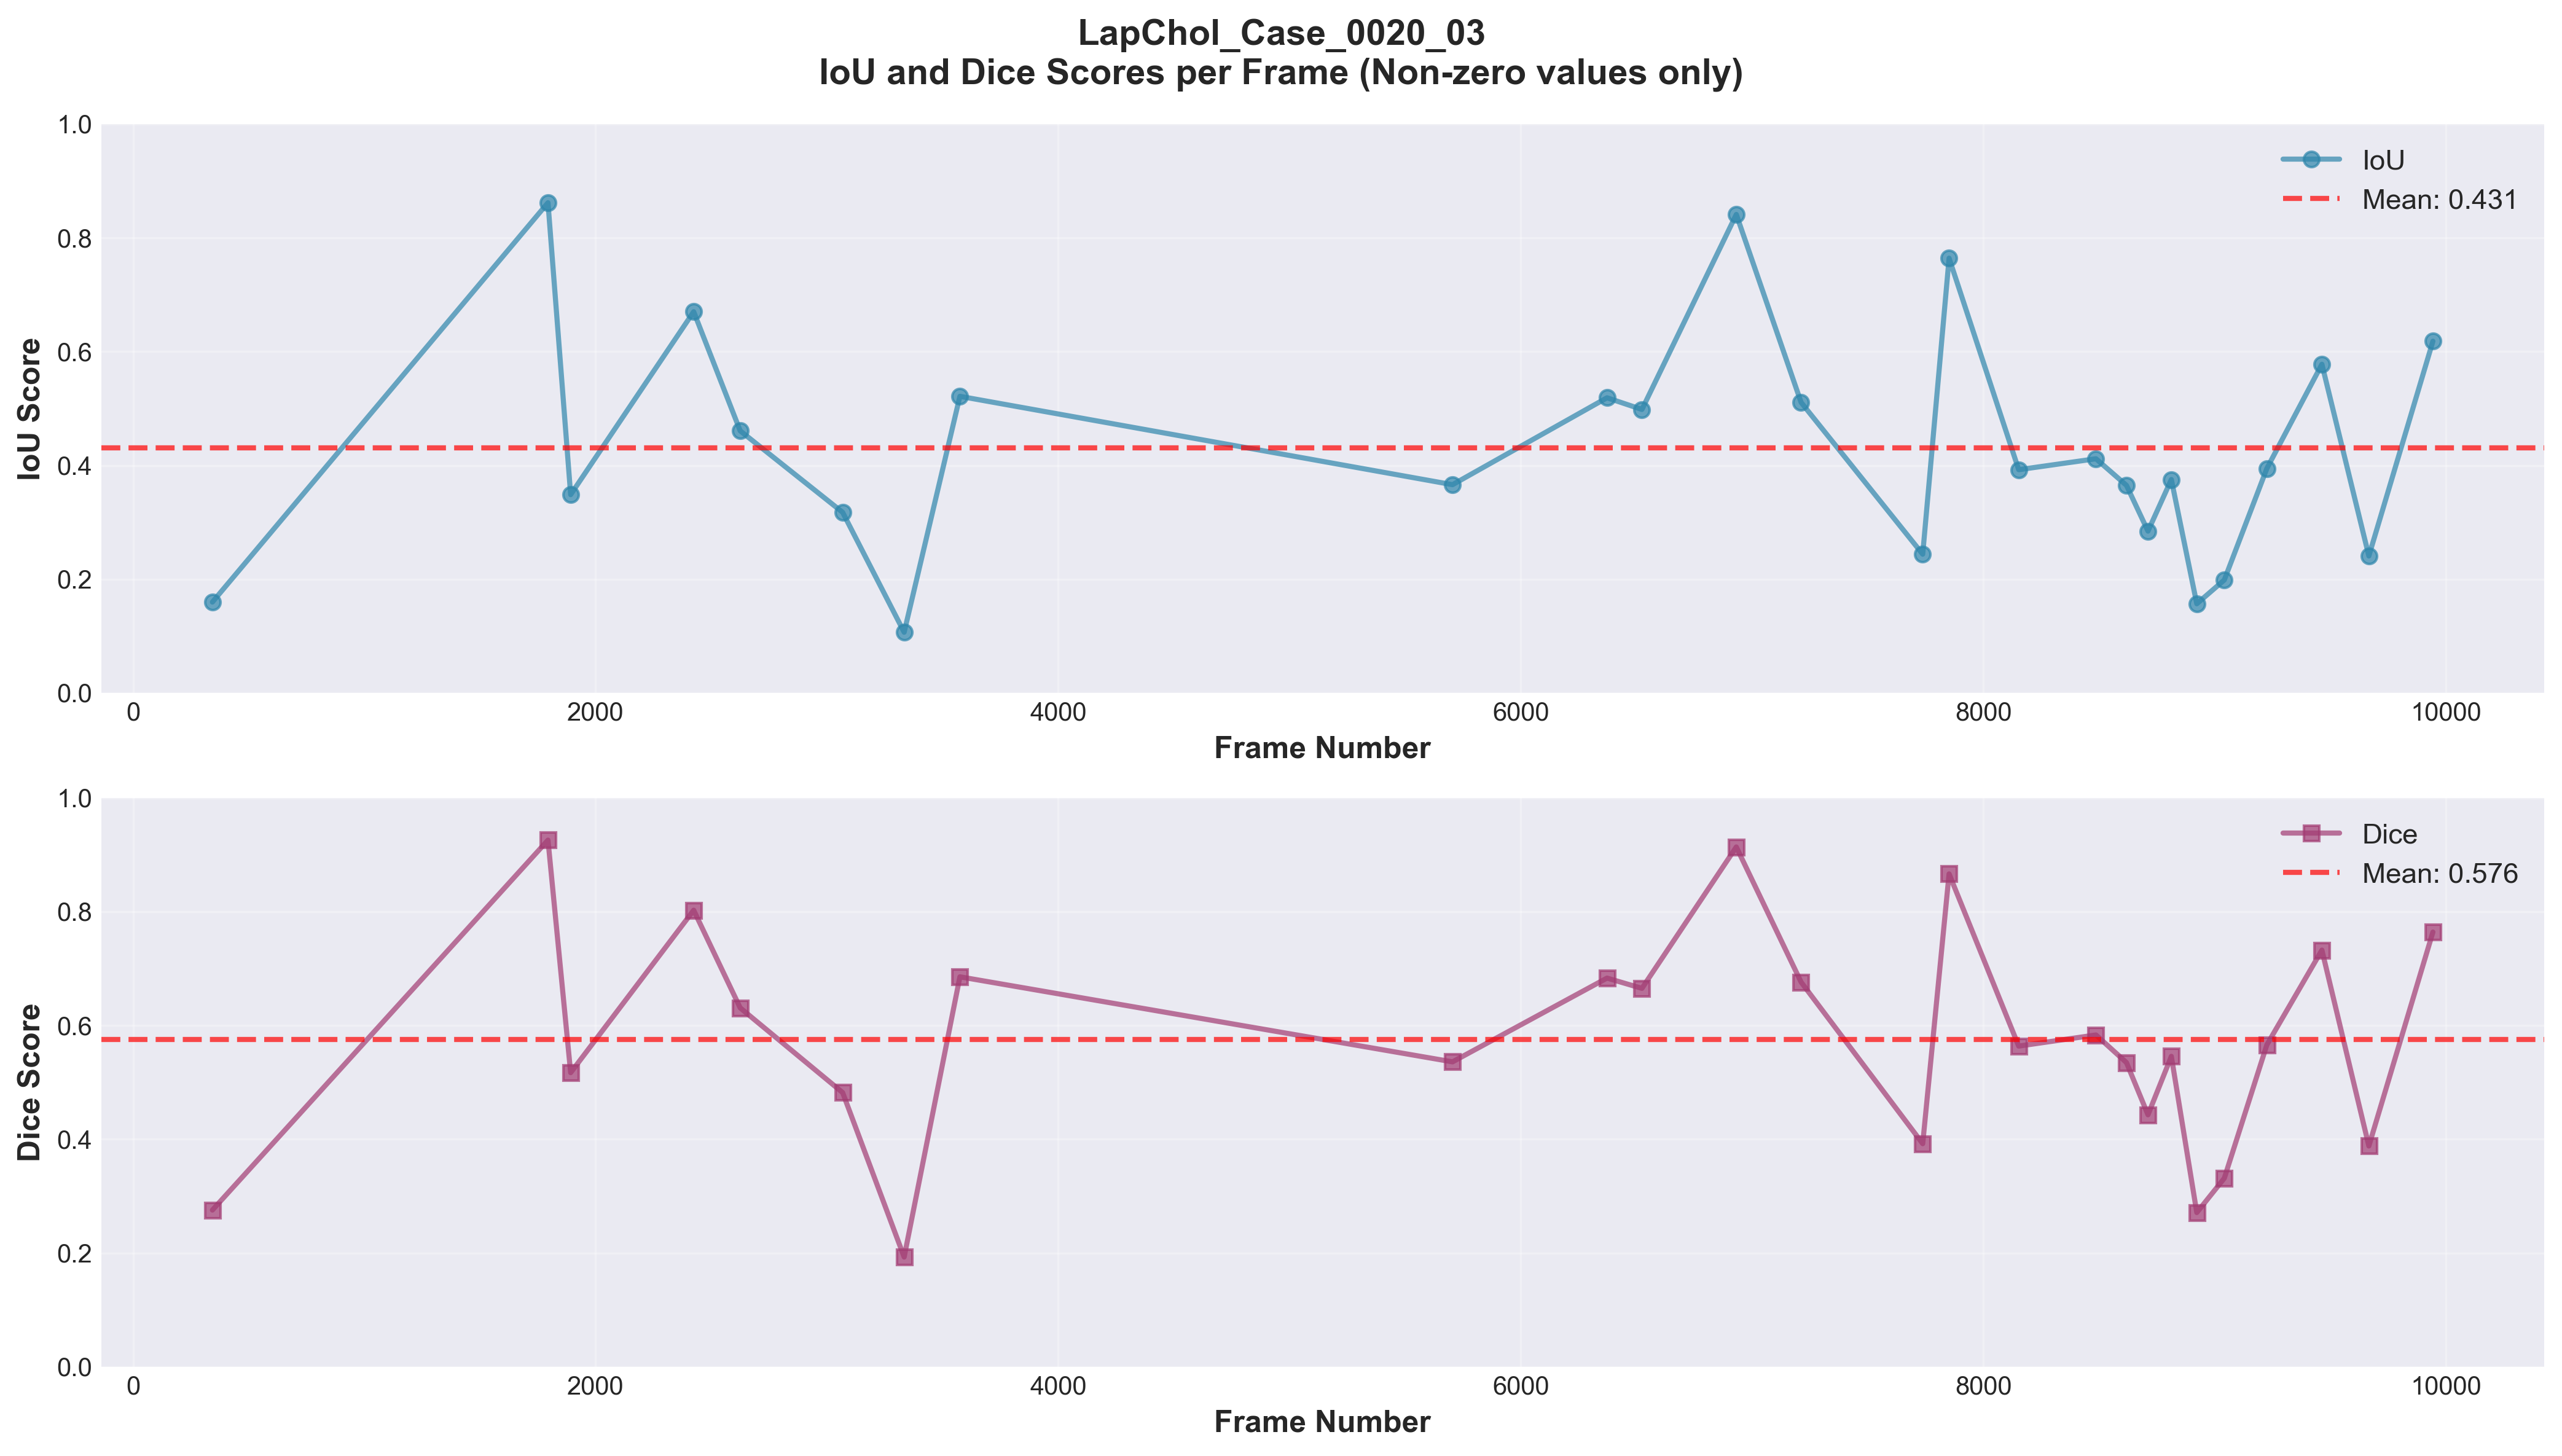 LapChol_Case_0020_03
IoU and Dice Scores per Frame (Non-zero values only)
1.0
0.8
0.6
0.4
0.2
0.0
IoU Score
IoU
Mean: 0.431
0
2000
4000
6000
8000
10000
Frame Number
1.0
0.8
0.6
0.4
0.2
0.0
Dice Score
Dice
Mean: 0.576
0
2000
4000
6000
8000
10000
Frame Number